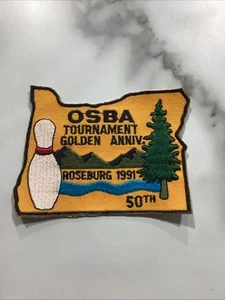 OSBA
TOURNAMENT
GOLDEN ANNIV.
ROSEBURG 1991
50TH